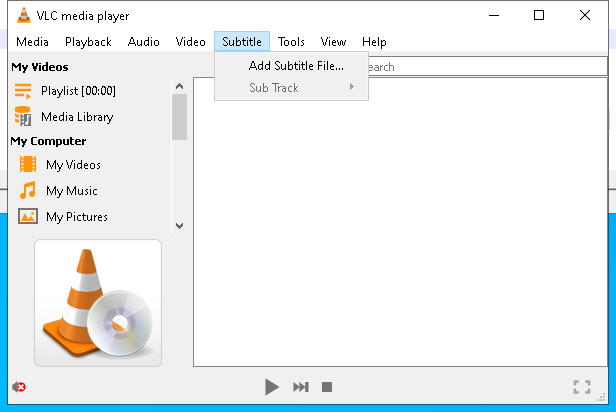 VLC media player
Media Playback Audio Video Subtitle Tools View Help
Add Subtitle File...
Sub Track
My Videos
Playlist [00:00]
Media Library
My Computer
My Videos
My Music
My Pictures